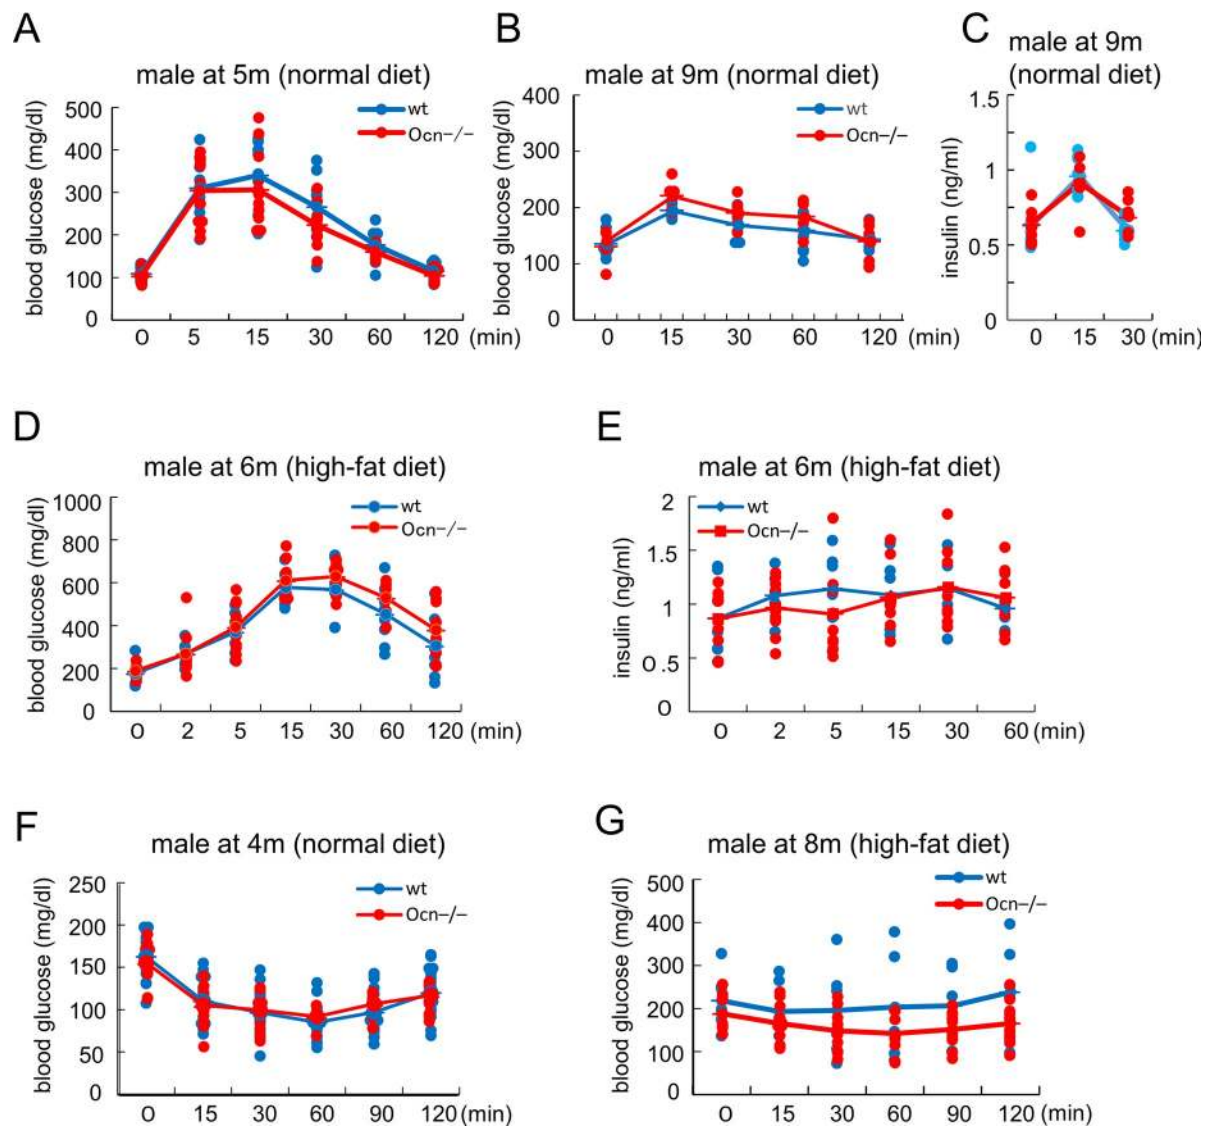 A
male at 5m (normal diet)
blood glucose (mg/dl)
500
400
300
200
100
0
wt
Ocn−/−
0 5 15 30 60 120 (min)
B
male at 9m (normal diet)
blood glucose (mg/dl)
400
300
200
100
0
wt
Ocn−/−
0 15 30 60 120 (min)
C
male at 9m
(normal diet)
insulin (ng/ml)
1.5
1
0.5
0
0 15 30 (min)
D
male at 6m (high-fat diet)
blood glucose (mg/dl)
1000
800
600
400
200
0
wt
Ocn−/−
0 2 5 15 30 60 120 (min)
E
male at 6m (high-fat diet)
insulin (ng/ml)
2
1.5
1
0.5
0
wt
Ocn−/−
0 2 5 15 30 60 (min)
F
male at 4m (normal diet)
blood glucose (mg/dl)
250
200
150
100
50
0
wt
Ocn−/−
0 15 30 60 90 120 (min)
G
male at 8m (high-fat diet)
blood glucose (mg/dl)
500
400
300
200
100
0
wt
Ocn−/−
0 15 30 60 90 120 (min)